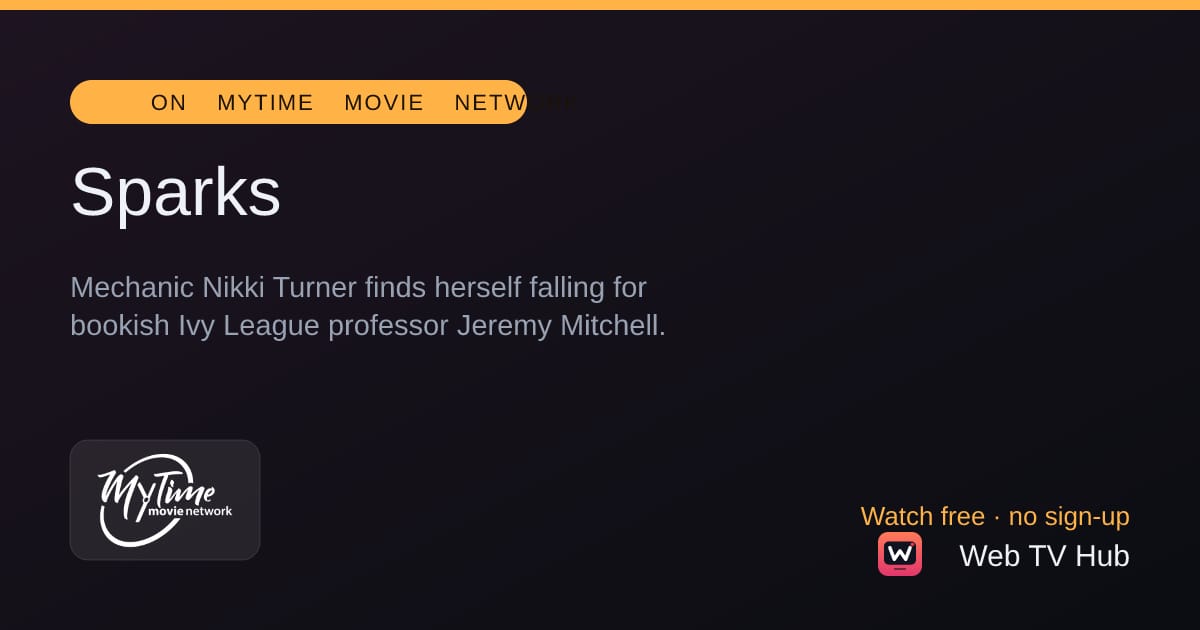 ON MYTIME MOVIE NETWORK
Sparks
Mechanic Nikki Turner finds herself falling for
bookish Ivy League professor Jeremy Mitchell.
MyTime
movie network
Watch free · no sign-up
W
Web TV Hub